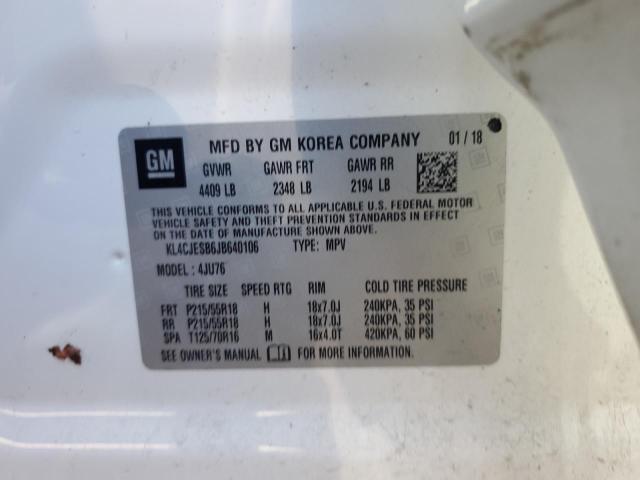 GM
MFD BY GM KOREA COMPANY 01 / 18
GVWR GAWR FRT GAWR RR
4409 LB 2348 LB 2194 LB
THIS VEHICLE CONFORMS TO ALL APPLICABLE U.S. FEDERAL MOTOR
VEHICLE SAFETY AND THEFT PREVENTION STANDARDS IN EFFECT
ON THE DATE OF MANUFACTURE SHOWN ABOVE.
KL4CJESB6JB640106 TYPE: MPV
MODEL: 4JU76
TIRE SIZE SPEED RTG RIM COLD TIRE PRESSURE
FRT P215/55R18 H 18x7.0J 240KPA, 35 PSI
RR P215/55R18 H 18x7.0J 240KPA, 35 PSI
SPA T125/70R16 M 16x4.0T 420KPA, 60 PSI
SEE OWNER'S MANUAL FOR MORE INFORMATION.